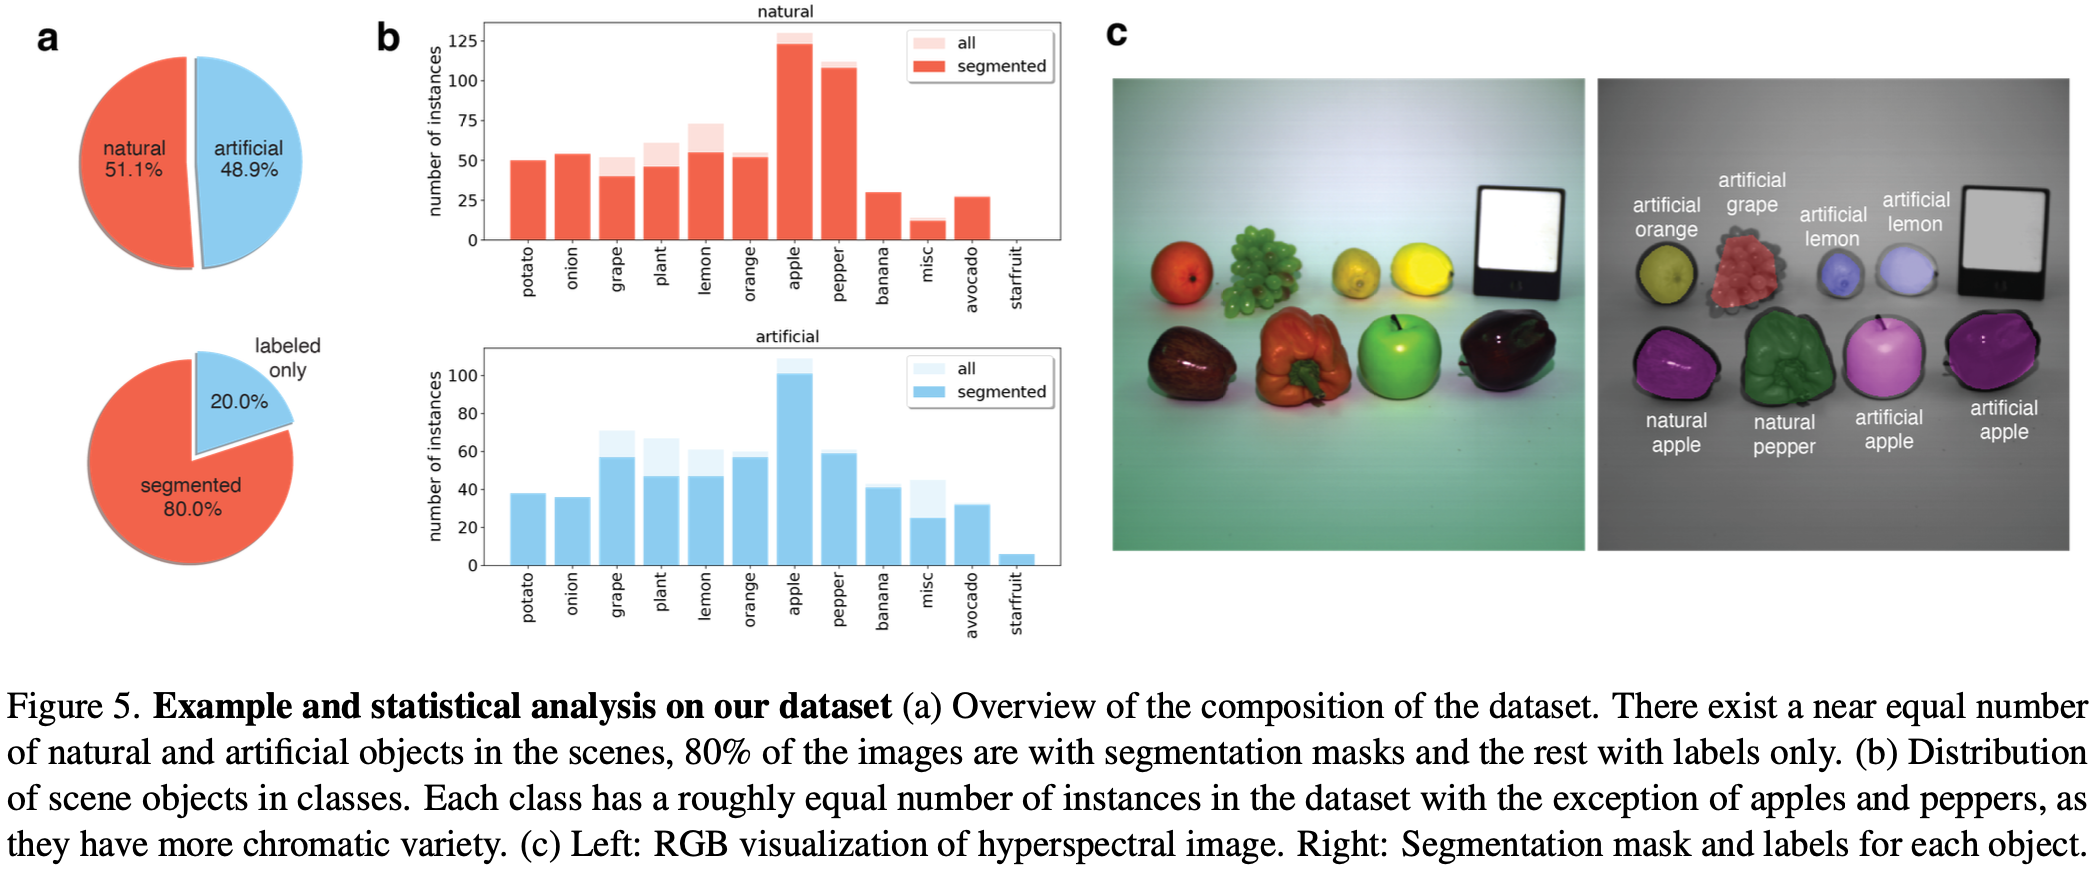 a
natural
51.1%
artificial
48.9%
labeled
only
20.0%
segmented
80.0%
b
natural
number of instances
125
100
75
50
25
0
all
segmented
potato
onion
grape
plant
lemon
orange
apple
pepper
banana
misc
avocado
starfruit
artificial
number of instances
100
80
60
40
20
0
all
segmented
potato
onion
grape
plant
lemon
orange
apple
pepper
banana
misc
avocado
starfruit
c
artificial
orange
artificial
grape
artificial
lemon
artificial
lemon
natural
apple
natural
pepper
artificial
apple
artificial
apple
Figure 5. Example and statistical analysis on our dataset (a) Overview of the composition of the dataset. There exist a near equal number
of natural and artificial objects in the scenes, 80% of the images are with segmentation masks and the rest with labels only. (b) Distribution
of scene objects in classes. Each class has a roughly equal number of instances in the dataset with the exception of apples and peppers, as
they have more chromatic variety. (c) Left: RGB visualization of hyperspectral image. Right: Segmentation mask and labels for each object.